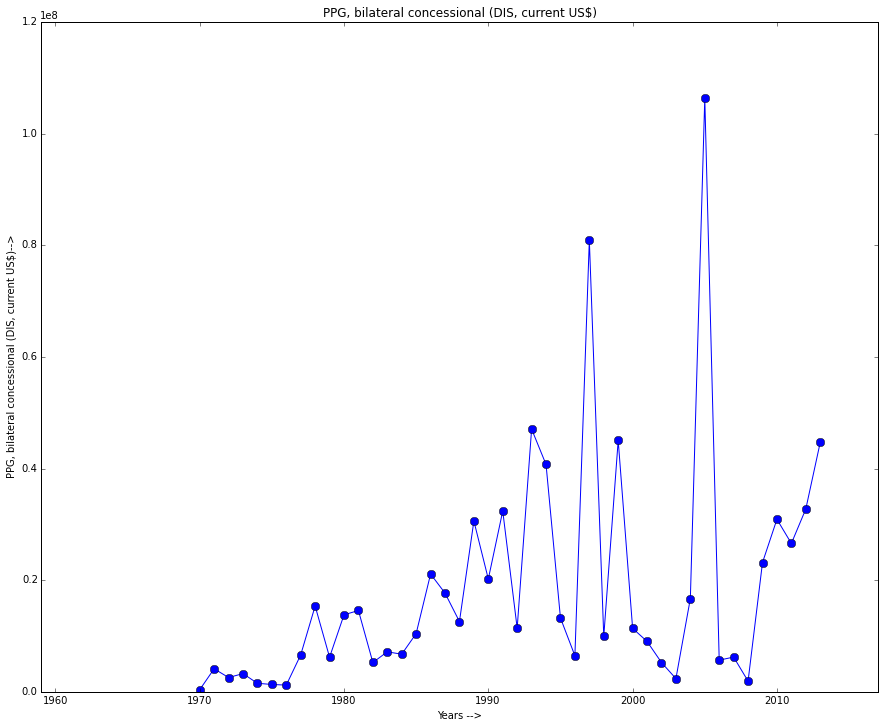 PPG, bilateral concessional (DIS, current US$)
1e8
1.2
1.0
0.8
0.6
0.4
0.2
0.0
PPG, bilateral concessional (DIS, current US$)-->
1960 1970 1980 1990 2000 2010
Years -->